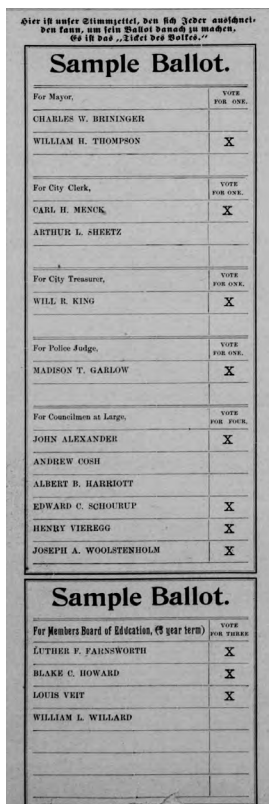 Hier ist unser Stimmzettel, den sich Jeder ausschnei-
den kann, um sein Ballot danach zu machen,
Es ist das „Ticket des Volkes."
Sample Ballot.
For Mayor, VOTE FOR ONE.
CHARLES W. BRININGER
WILLIAM H. THOMPSON X
For City Clerk, VOTE FOR ONE.
CARL H. MENCK X
ARTHUR L. SHEETZ
For City Treasurer, VOTE FOR ONE.
WILL R. KING X
For Police Judge, VOTE FOR ONE.
MADISON T. GARLOW X
For Councilmen at Large, VOTE FOR FOUR.
JOHN ALEXANDER X
ANDREW COSH
ALBERT B. HARRIOTT
EDWARD C. SCHOURUP X
HENRY VIEREGG X
JOSEPH A. WOOLSTENHOLM X
Sample Ballot.
For Members Board of Education, (3 year term) VOTE FOR THREE
LUTHER F. FARNSWORTH X
BLAKE C. HOWARD X
LOUIS VEIT X
WILLIAM L. WILLARD